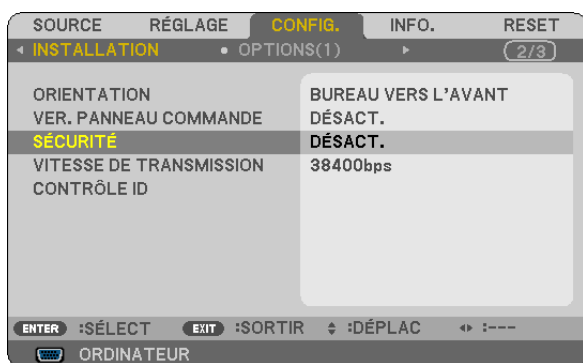 SOURCE RÉGLAGE CONFIG. INFO. RESET
INSTALLATION OPTIONS(1) 2/3
ORIENTATION BUREAU VERS L'AVANT
VER. PANNEAU COMMANDE DÉSACT.
SÉCURITÉ DÉSACT.
VITESSE DE TRANSMISSION 38400bps
CONTRÔLE ID
ENTER :SÉLECT EXIT :SORTIR :DÉPLAC :---
ORDINATEUR